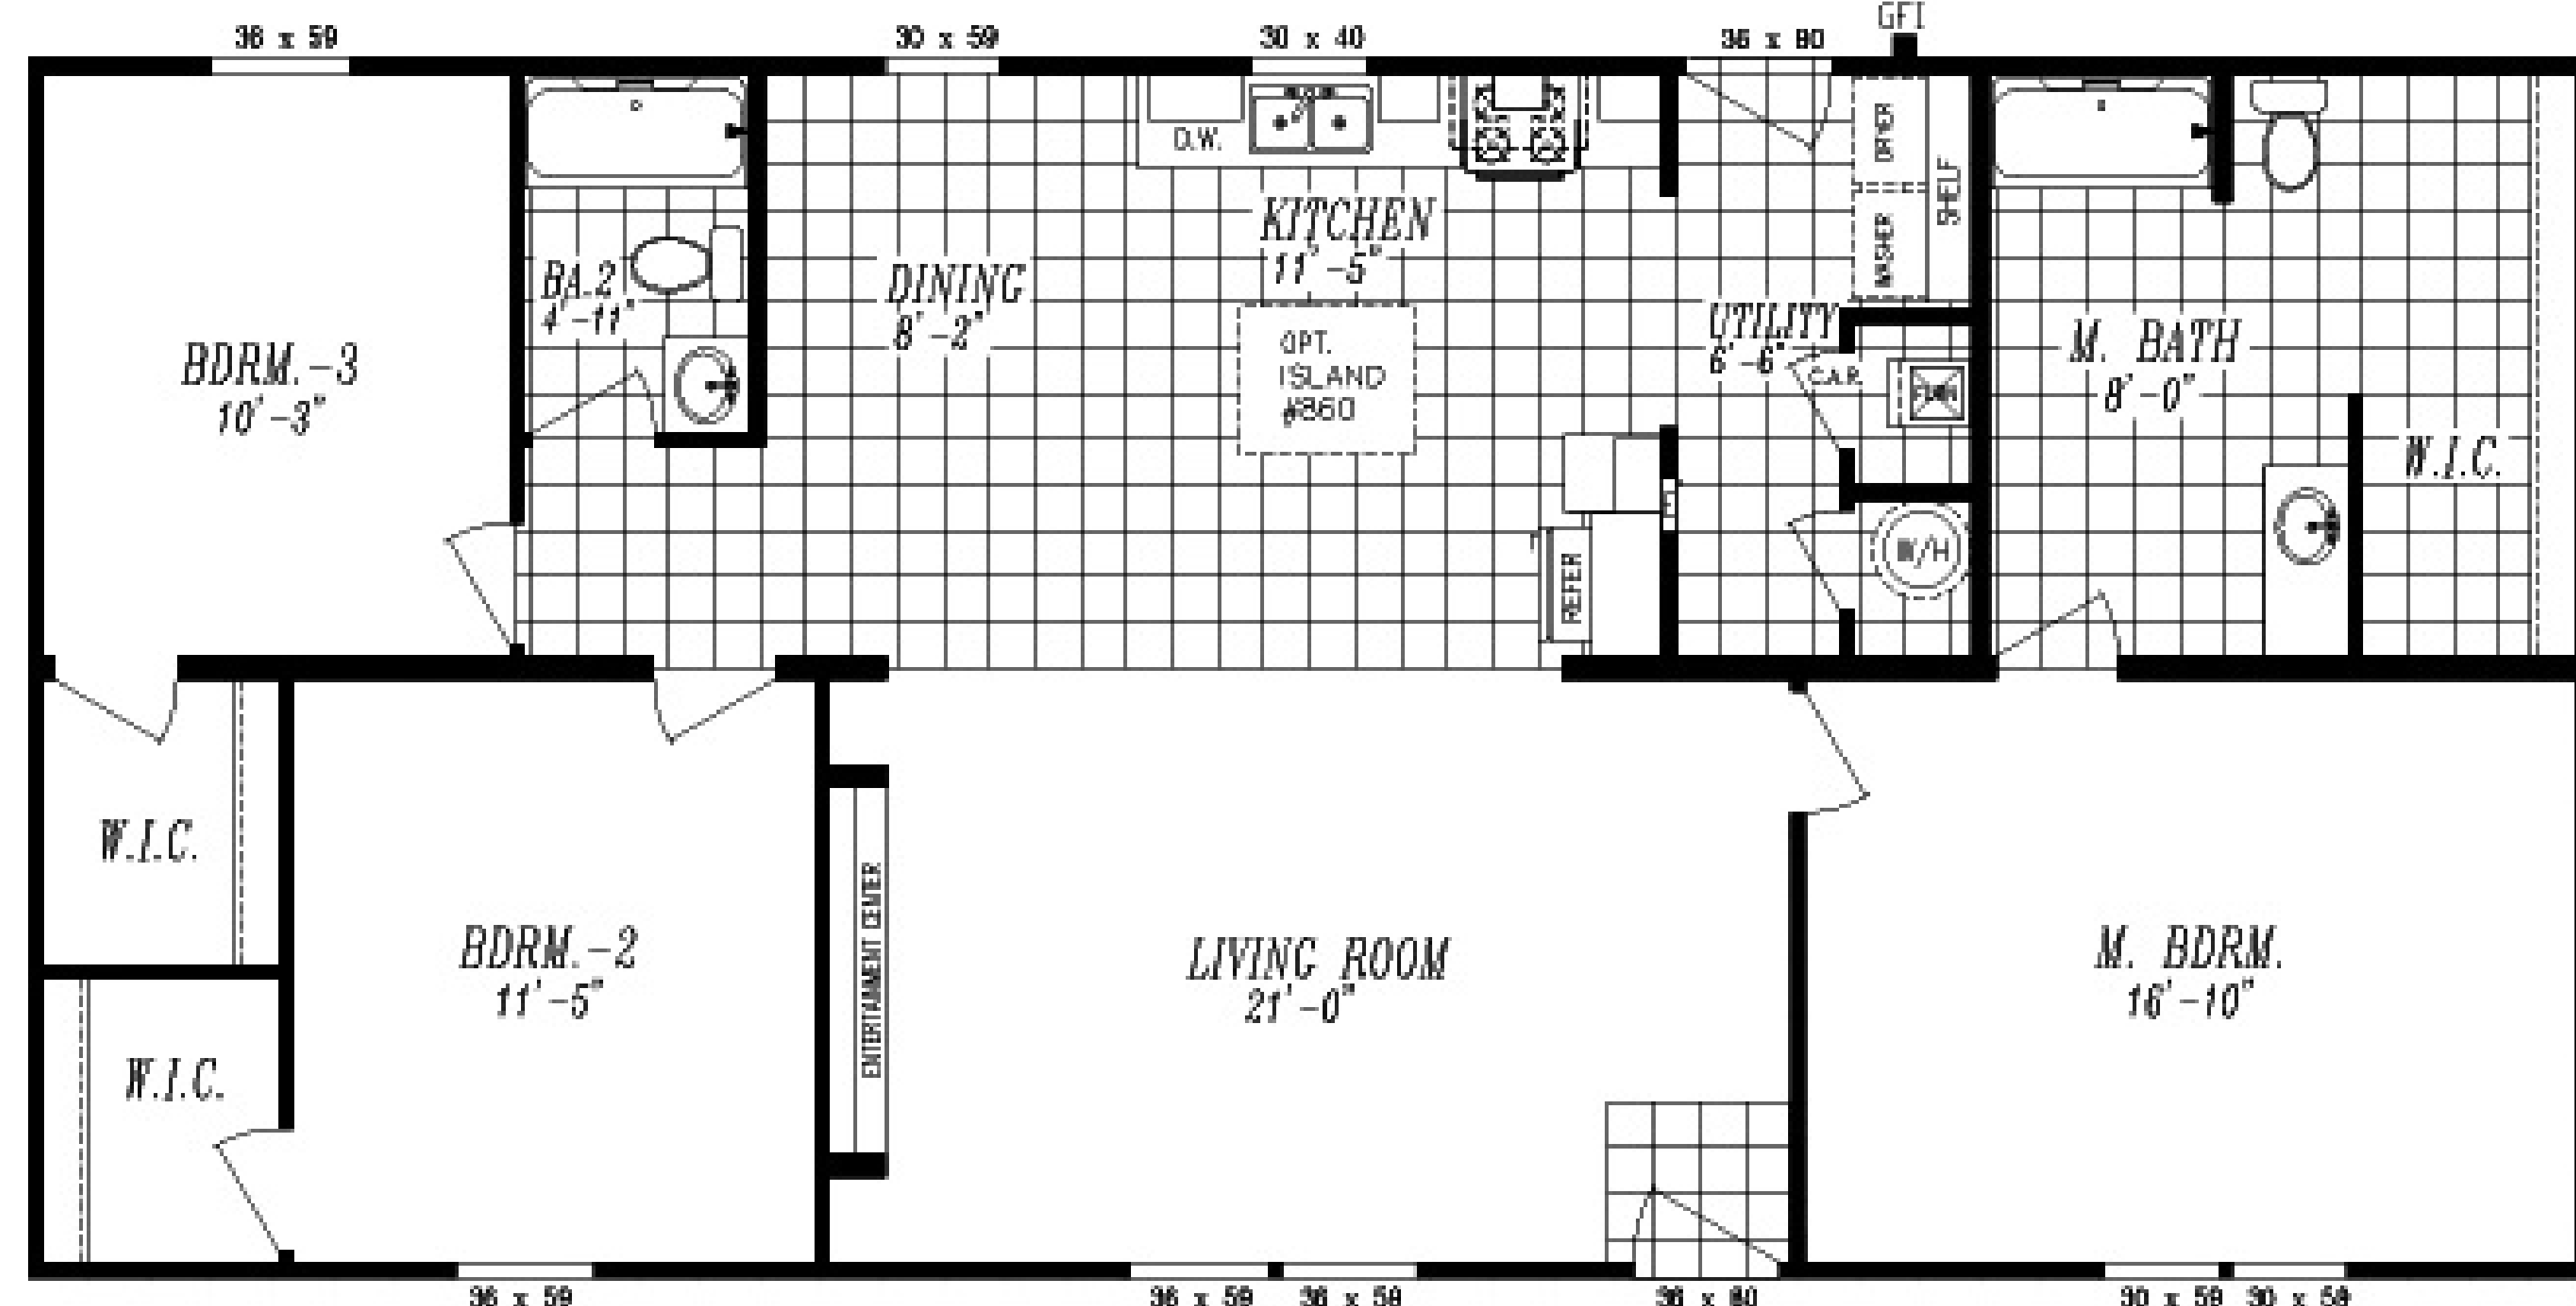 GFI
36 x 59
30 x 59
30 x 40
36 x 80
D.W.
DRYER
WASHER
SHELF
KITCHEN
11'-5"
BA.2
4'-11"
DINING
8'-2"
UTILITY
6'-6"
M. BATH
8'-0"
BDRM.-3
10'-3"
OPT.
ISLAND
#860
C.A.R.
W.I.C.
REFER
W/H
W.I.C.
ENTERTAINMENT CENTER
BDRM.-2
11'-5"
LIVING ROOM
21'-0"
M. BDRM.
16'-10"
W.I.C.
36 x 59
36 x 59
36 x 59
36 x 80
30 x 59
30 x 59